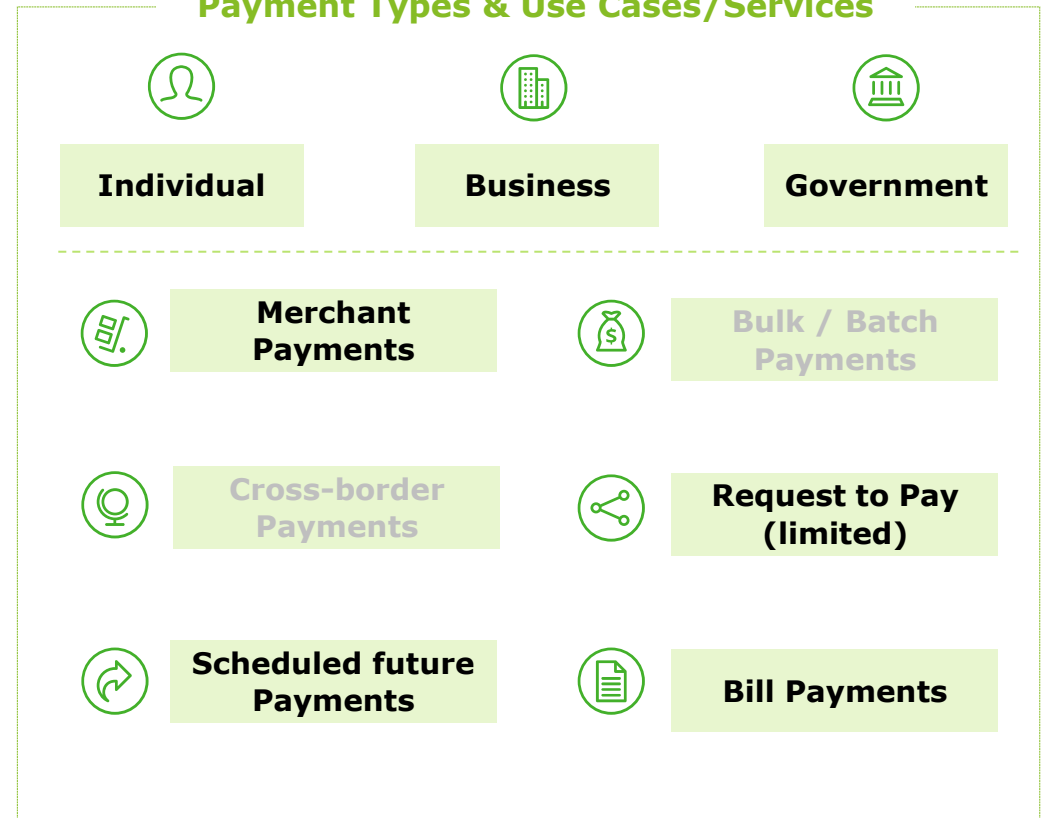 Payment Types & Use Cases/Services
Individual
Business
Government
Merchant
Payments
Bulk / Batch
Payments
Cross-border
Payments
Request to Pay
(limited)
Scheduled future
Payments
Bill Payments